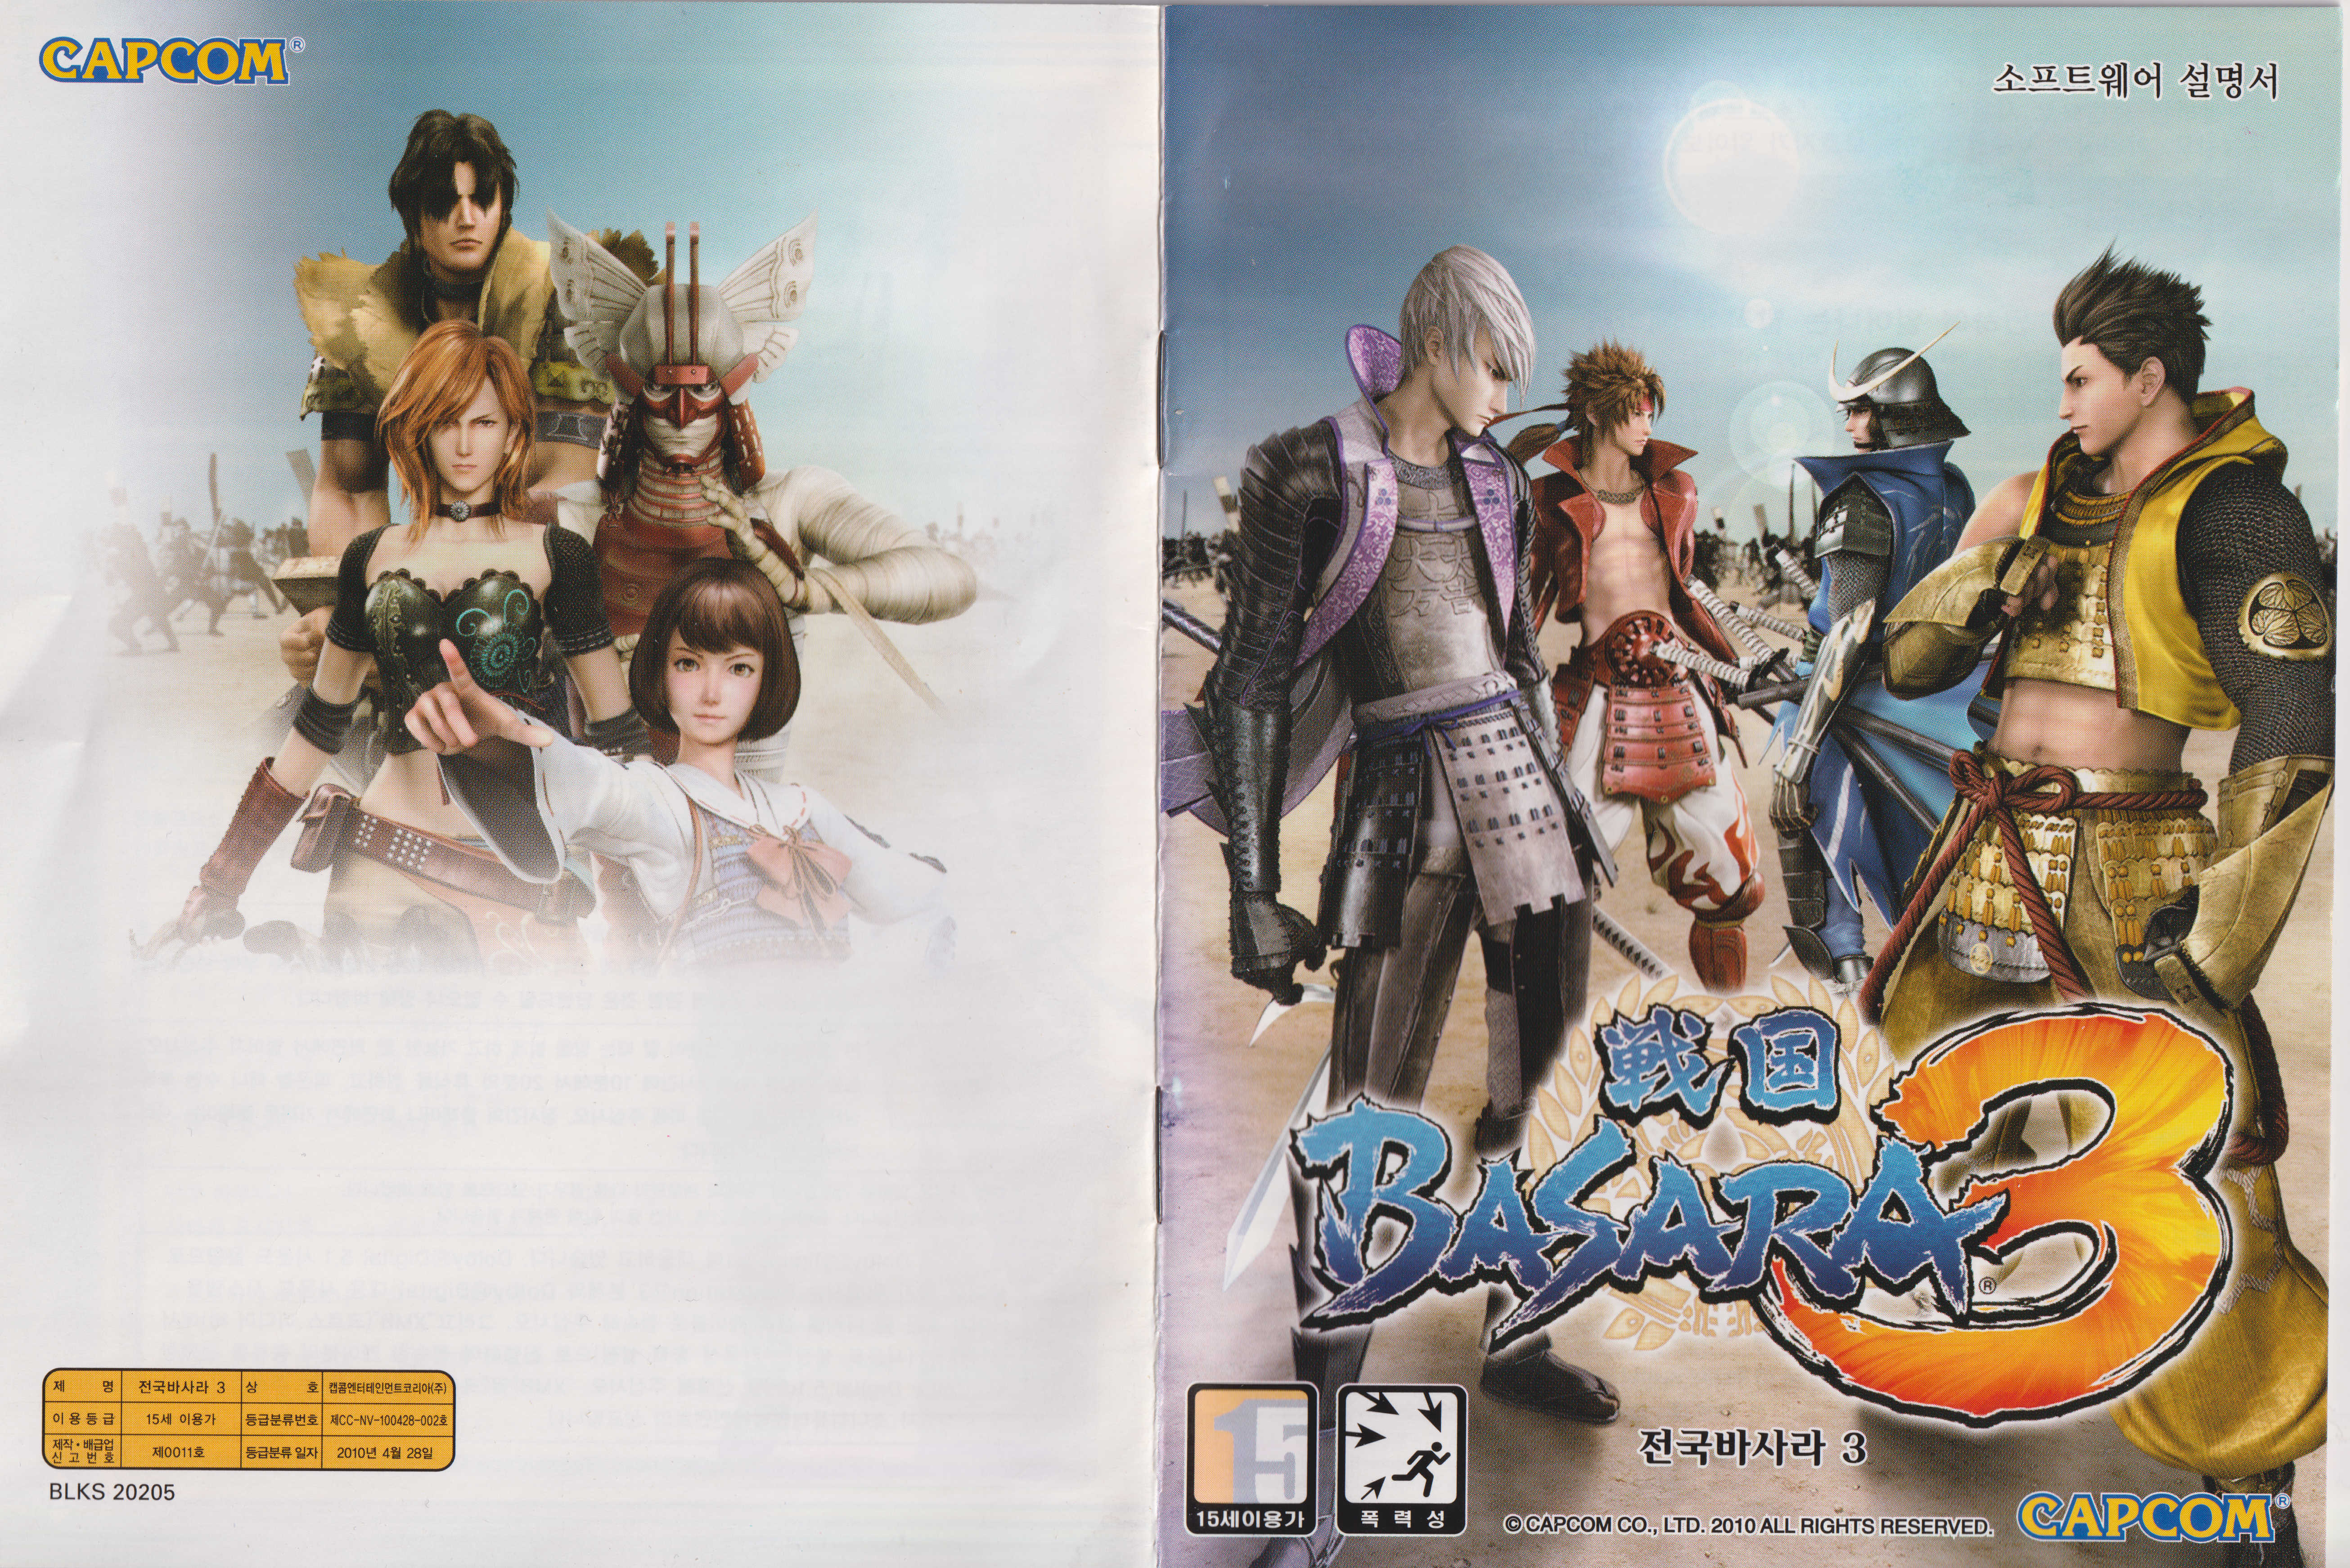 CAPCOM®
제 명 전국바사라 3 상 호 캡콤엔터테인먼트코리아(주)
이용등급 15세 이용가 등급분류번호 제CC-NV-100428-002호
제작·배급업 신고번호 제0011호 등급분류 일자 2010년 4월 28일
BLKS 20205
소프트웨어 설명서
戦国
BASARA3®
전국바사라 3
15
15세이용가
폭력성
© CAPCOM CO., LTD. 2010 ALL RIGHTS RESERVED.
CAPCOM®